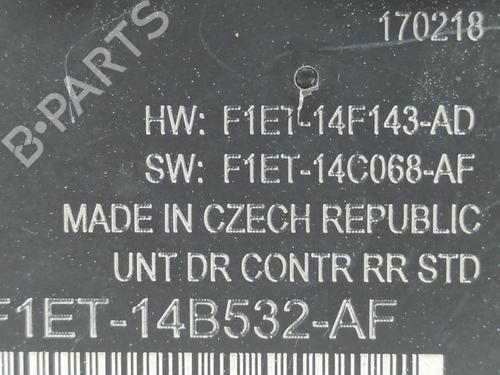 170218
B-PARTS
HW: F1ET-14F143-AD
SW: F1ET-14C068-AF
MADE IN CZECH REPUBLIC
UNT DR CONTR RR STD
F1ET-14B532-AF